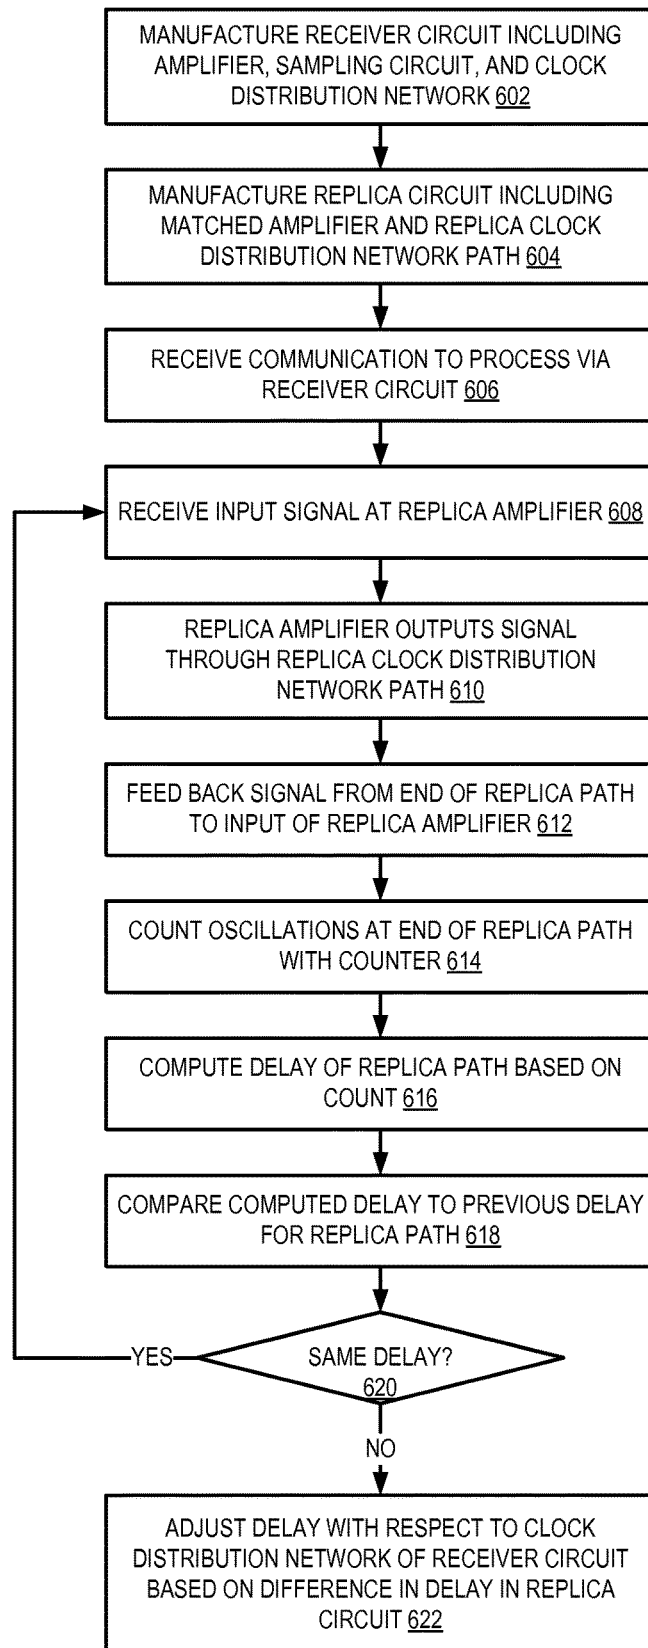 MANUFACTURE RECEIVER CIRCUIT INCLUDING
AMPLIFIER, SAMPLING CIRCUIT, AND CLOCK
DISTRIBUTION NETWORK 602
MANUFACTURE REPLICA CIRCUIT INCLUDING
MATCHED AMPLIFIER AND REPLICA CLOCK
DISTRIBUTION NETWORK PATH 604
RECEIVE COMMUNICATION TO PROCESS VIA
RECEIVER CIRCUIT 606
RECEIVE INPUT SIGNAL AT REPLICA AMPLIFIER 608
REPLICA AMPLIFIER OUTPUTS SIGNAL
THROUGH REPLICA CLOCK DISTRIBUTION
NETWORK PATH 610
FEED BACK SIGNAL FROM END OF REPLICA PATH
TO INPUT OF REPLICA AMPLIFIER 612
COUNT OSCILLATIONS AT END OF REPLICA PATH
WITH COUNTER 614
COMPUTE DELAY OF REPLICA PATH BASED ON
COUNT 616
COMPARE COMPUTED DELAY TO PREVIOUS DELAY
FOR REPLICA PATH 618
YES
SAME DELAY?
620
NO
ADJUST DELAY WITH RESPECT TO CLOCK
DISTRIBUTION NETWORK OF RECEIVER CIRCUIT
BASED ON DIFFERENCE IN DELAY IN REPLICA
CIRCUIT 622